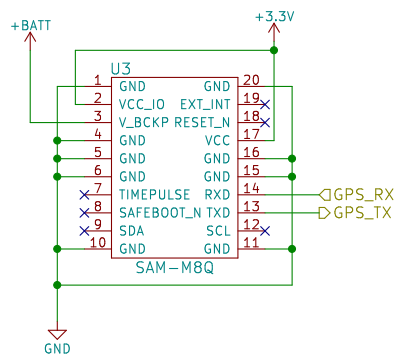 +BATT
+3.3V
U3
1 GND GND 20
2 VCC_IO EXT_INT 19
3 V_BCKP RESET_N 18
4 GND VCC 17
5 GND GND 16
6 GND GND 15
7 TIMEPULSE RXD 14 GPS_RX
8 SAFEBOOT_N TXD 13 GPS_TX
9 SDA SCL 12
10 GND GND 11
SAM-M8Q
GND